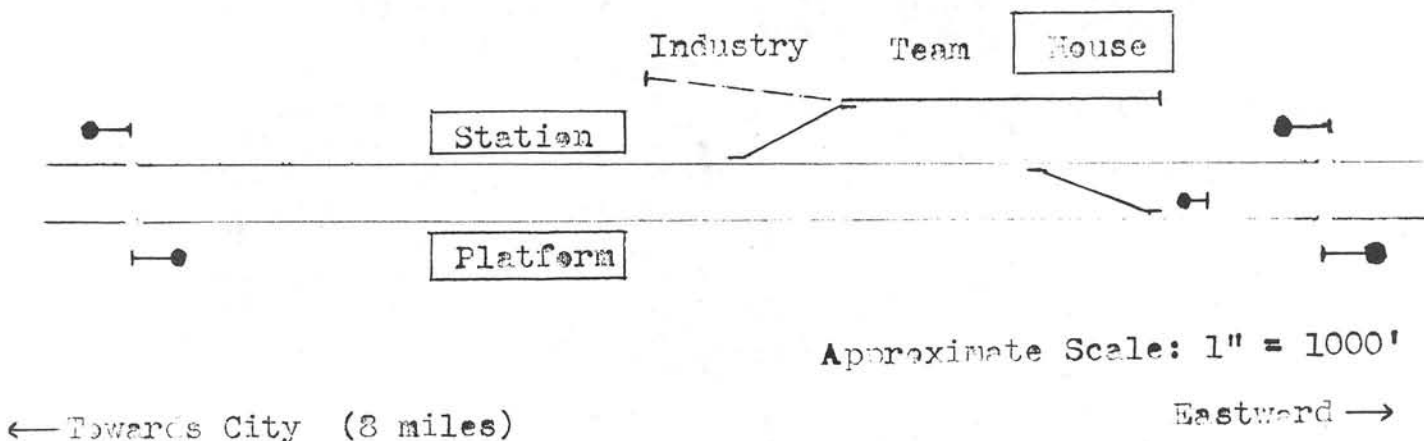 Industry Team House
Station
Platform
Approximate Scale: 1" = 1000'
Eastward →
← Towards City (8 miles)